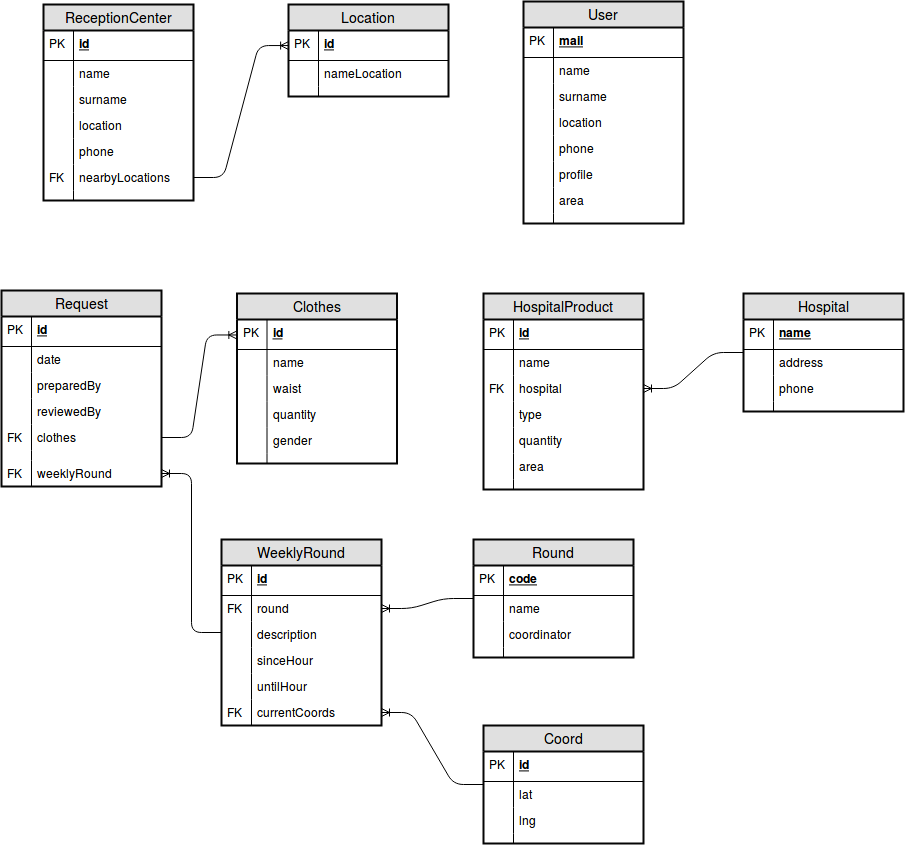 ReceptionCenter
PK id
name
surname
location
phone
FK nearbyLocations
Location
PK id
nameLocation
User
PK mail
name
surname
location
phone
profile
area
Request
PK id
date
preparedBy
reviewedBy
FK clothes
FK weeklyRound
Clothes
PK id
name
waist
quantity
gender
HospitalProduct
PK id
name
FK hospital
type
quantity
area
Hospital
PK name
address
phone
WeeklyRound
PK id
FK round
description
sinceHour
untilHour
FK currentCoords
Round
PK code
name
coordinator
Coord
PK id
lat
lng